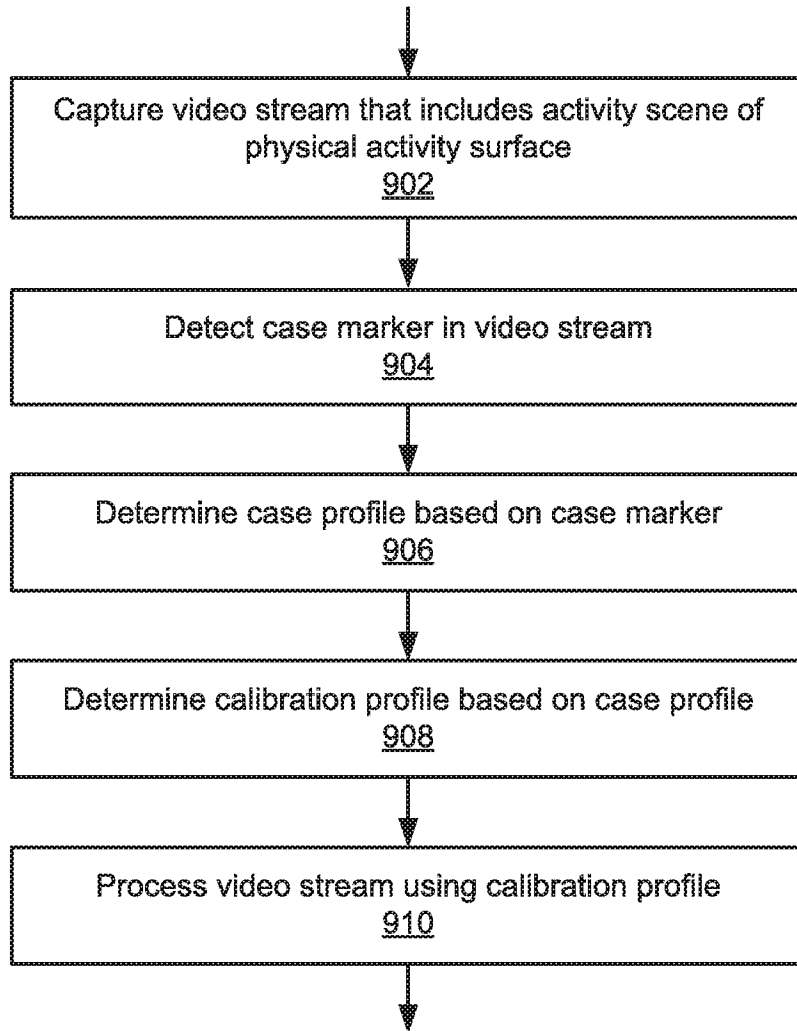 Capture video stream that includes activity scene of
physical activity surface
902
Detect case marker in video stream
904
Determine case profile based on case marker
906
Determine calibration profile based on case profile
908
Process video stream using calibration profile
910